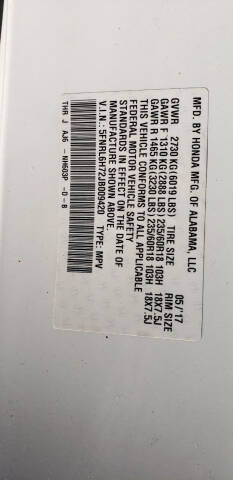 MFD. BY HONDA MFG. OF ALABAMA, LLC 05/17
GVWR 2730 KG(6019 LBS) TIRE SIZE RIM SIZE
GAWR F 1310 KG(2888 LBS) 235/60R18 103H 18X7.5J
GAWR R 1465 KG(3230 LBS) 235/60R18 103H 18X7.5J
THIS VEHICLE CONFORMS TO ALL APPLICABLE
FEDERAL MOTOR VEHICLE SAFETY
STANDARDS IN EFFECT ON THE DATE OF
MANUFACTURE SHOWN ABOVE.
V.I.N.: 5FNRL6H72JB009420 TYPE: MPV
THR J AJ6 - NH603P - D - B